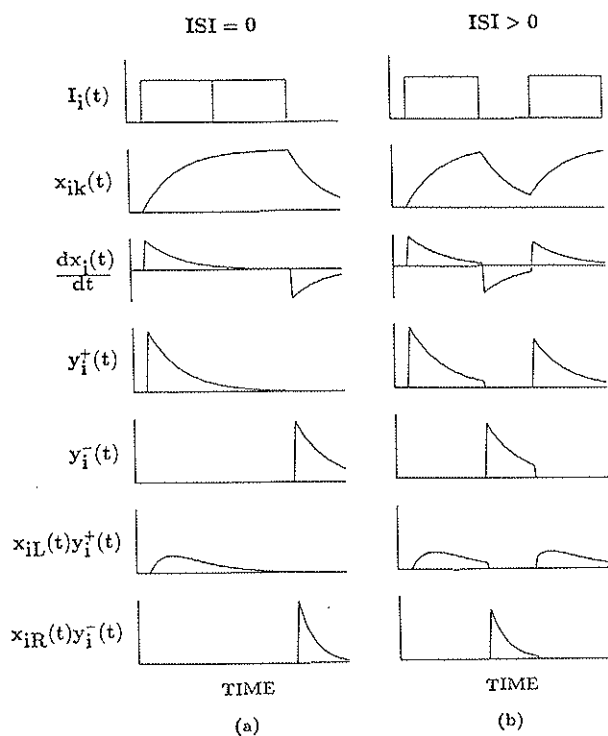 ISI = 0 ISI > 0
I_i(t)
x_ik(t)
dx_i(t)
dt
y_i^+(t)
y_i^-(t)
x_iL(t)y_i^+(t)
x_iR(t)y_i^-(t)
TIME TIME
(a) (b)